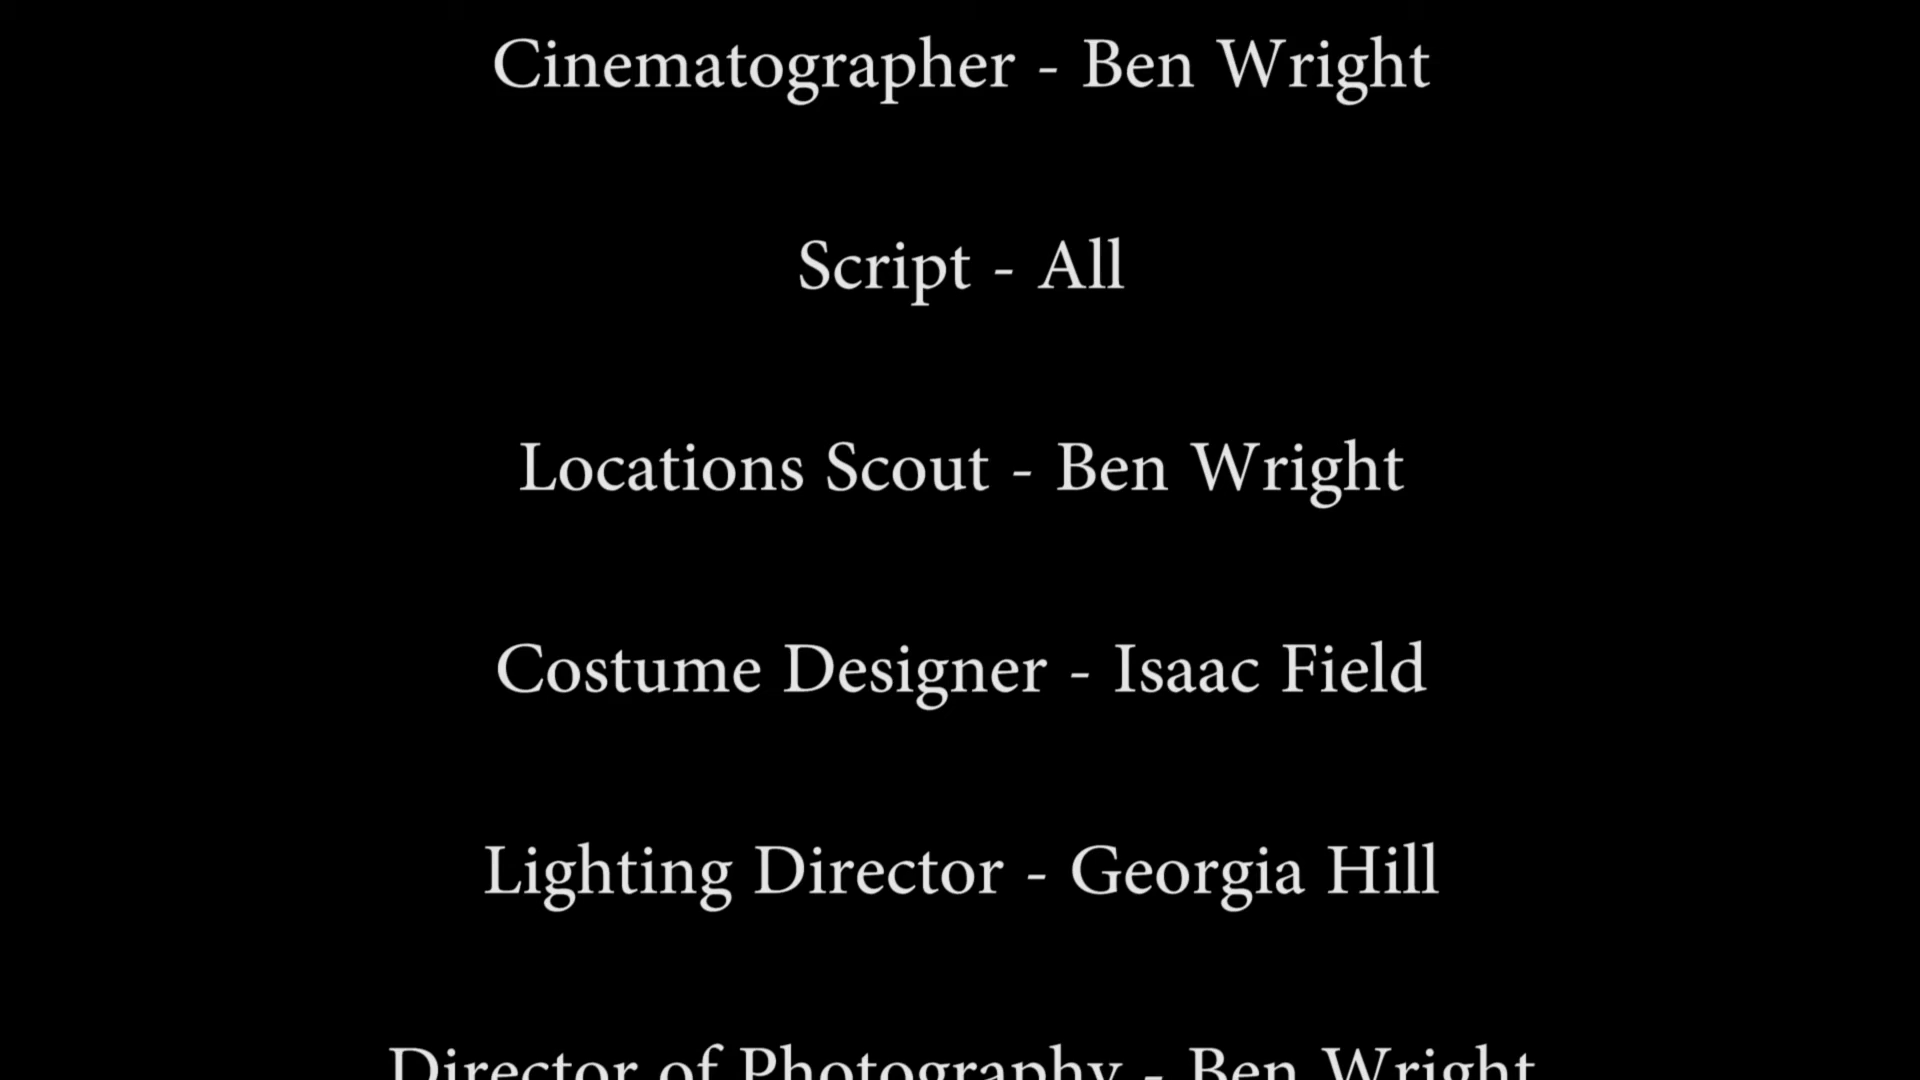 Cinematographer - Ben Wright
Script - All
Locations Scout - Ben Wright
Costume Designer - Isaac Field
Lighting Director - Georgia Hill
Director of Photography - Ben Wright